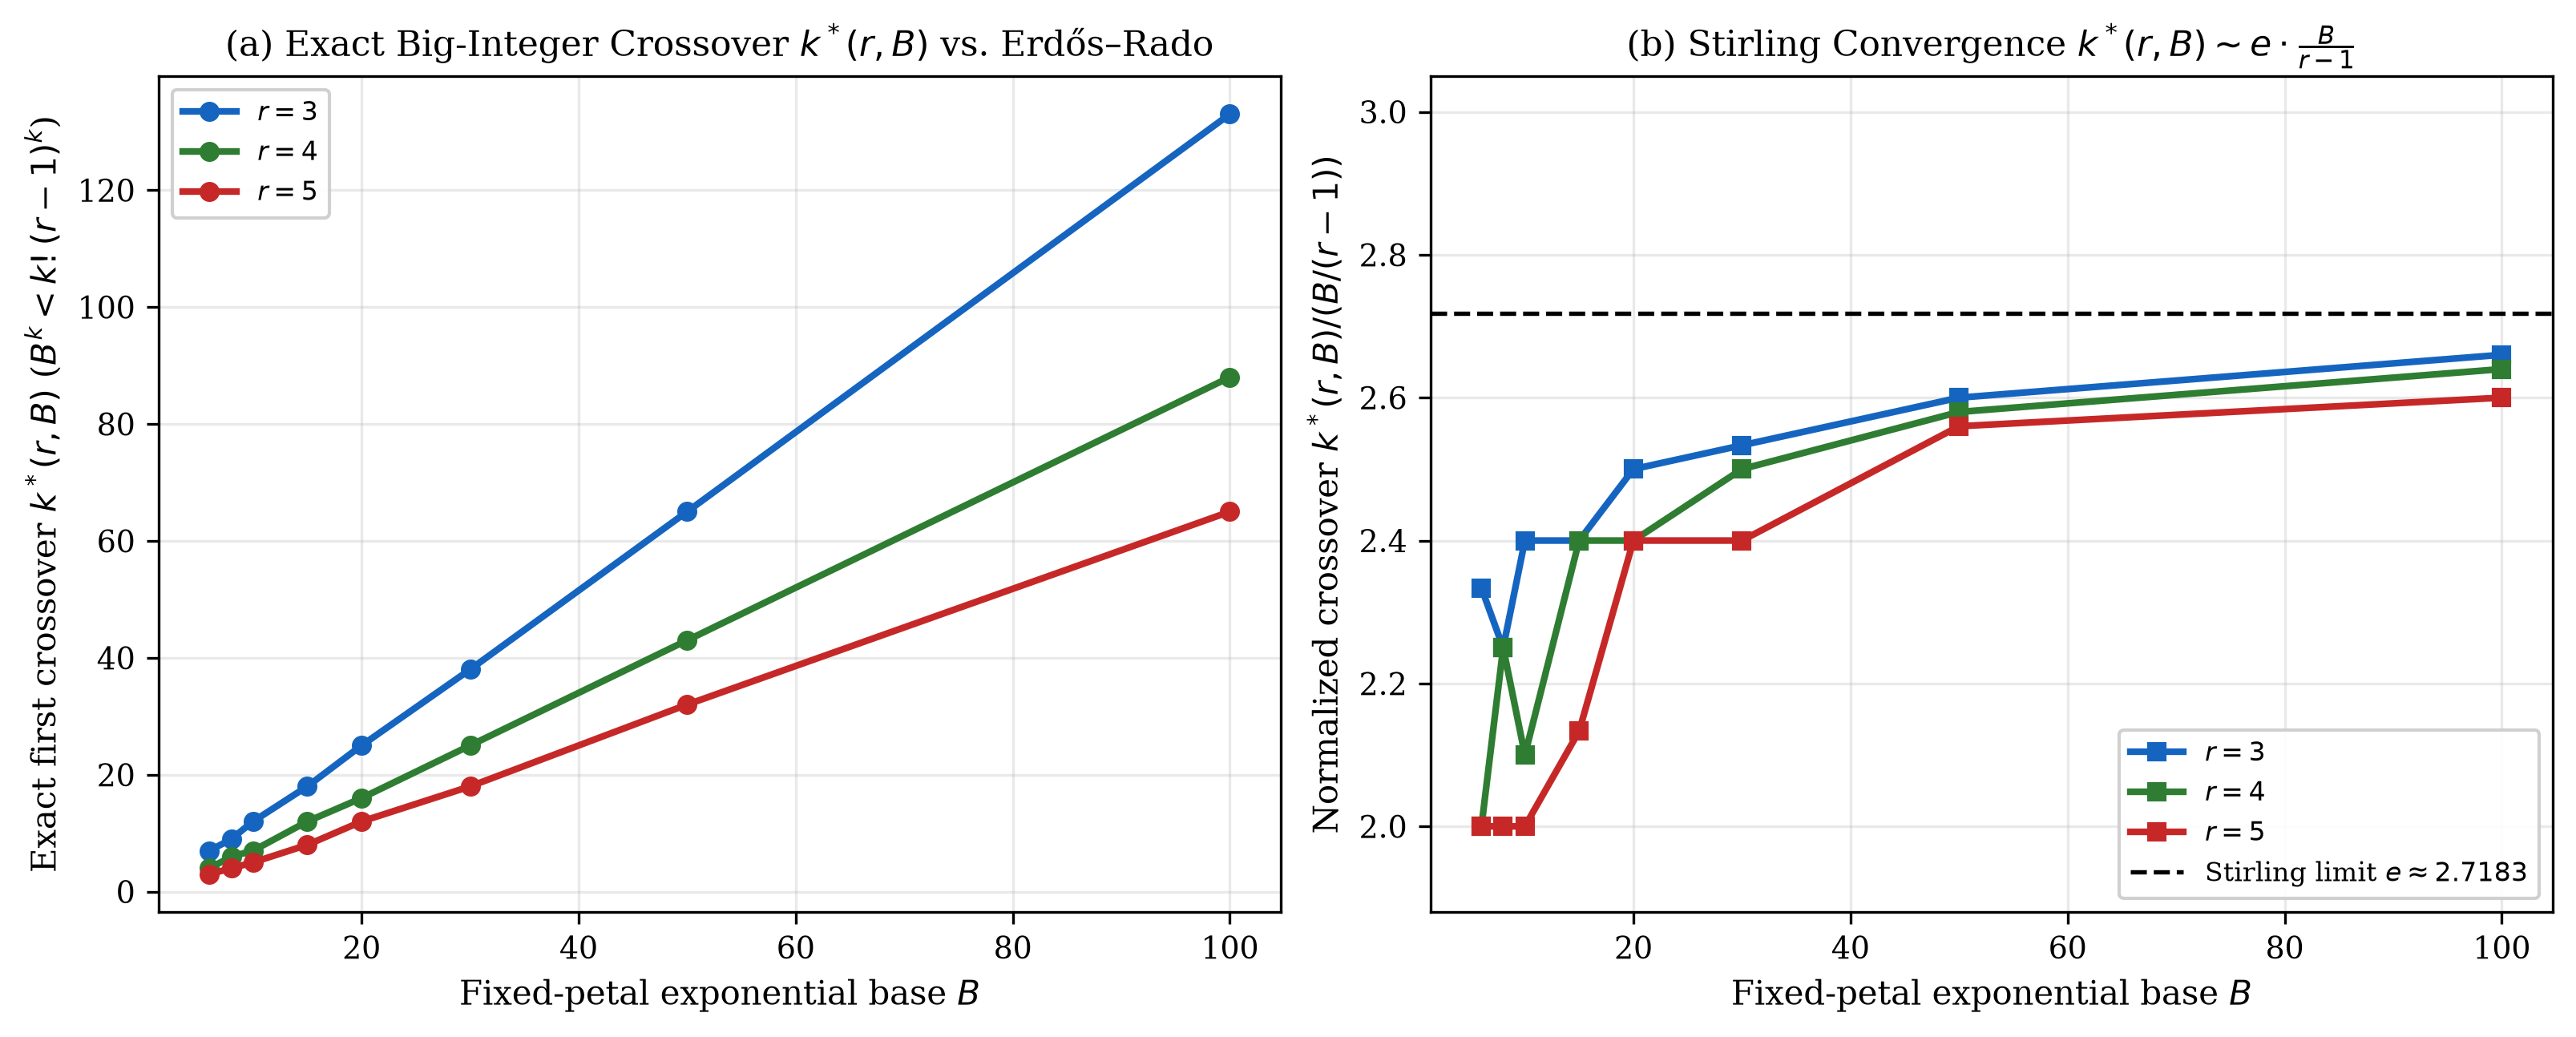 (a) Exact Big-Integer Crossover k*(r, B) vs. Erdős–Rado
Exact first crossover k*(r, B) (B^k < k! (r − 1)^k)
r = 3
r = 4
r = 5
120
100
80
60
40
20
0
20 40 60 80 100
Fixed-petal exponential base B
(b) Stirling Convergence k*(r, B) ~ e · B/(r − 1)
Normalized crossover k*(r, B)/(B/(r − 1))
3.0
2.8
2.6
2.4
2.2
2.0
r = 3
r = 4
r = 5
Stirling limit e ≈ 2.7183
20 40 60 80 100
Fixed-petal exponential base B